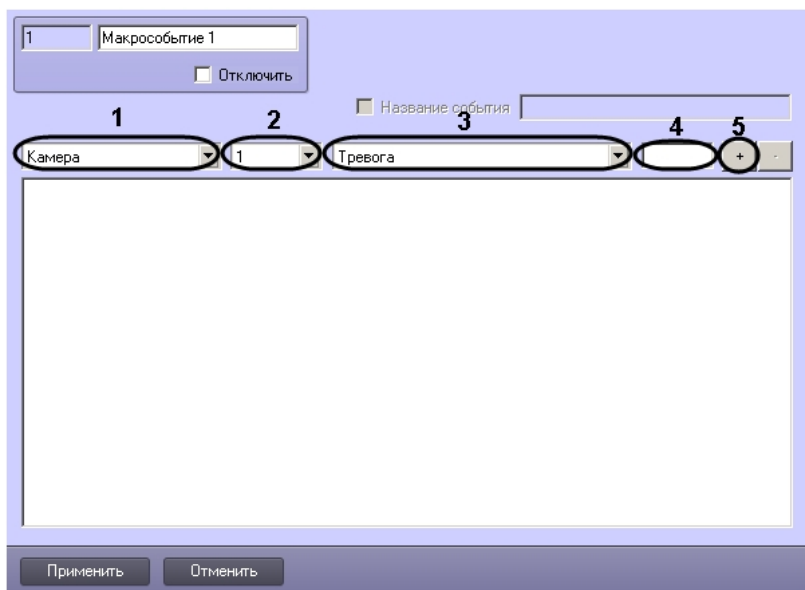 1 Макрособытие 1
Отключить
Название события
1 2 3 4 5
Камера 1 Тревога + -
Применить Отменить